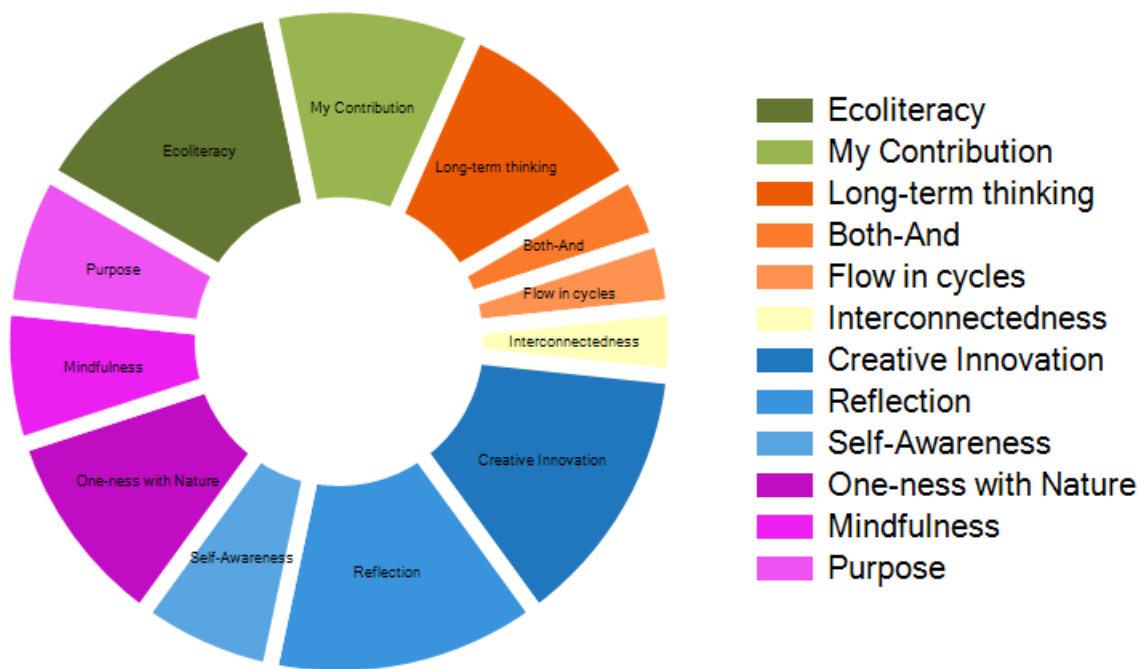 My Contribution
Ecoliteracy
Long-term thinking
Both-And
Purpose
Flow in cycles
Interconnectedness
Mindfulness
Creative Innovation
One-ness with Nature
Self-Awareness
Reflection
Ecoliteracy
My Contribution
Long-term thinking
Both-And
Flow in cycles
Interconnectedness
Creative Innovation
Reflection
Self-Awareness
One-ness with Nature
Mindfulness
Purpose